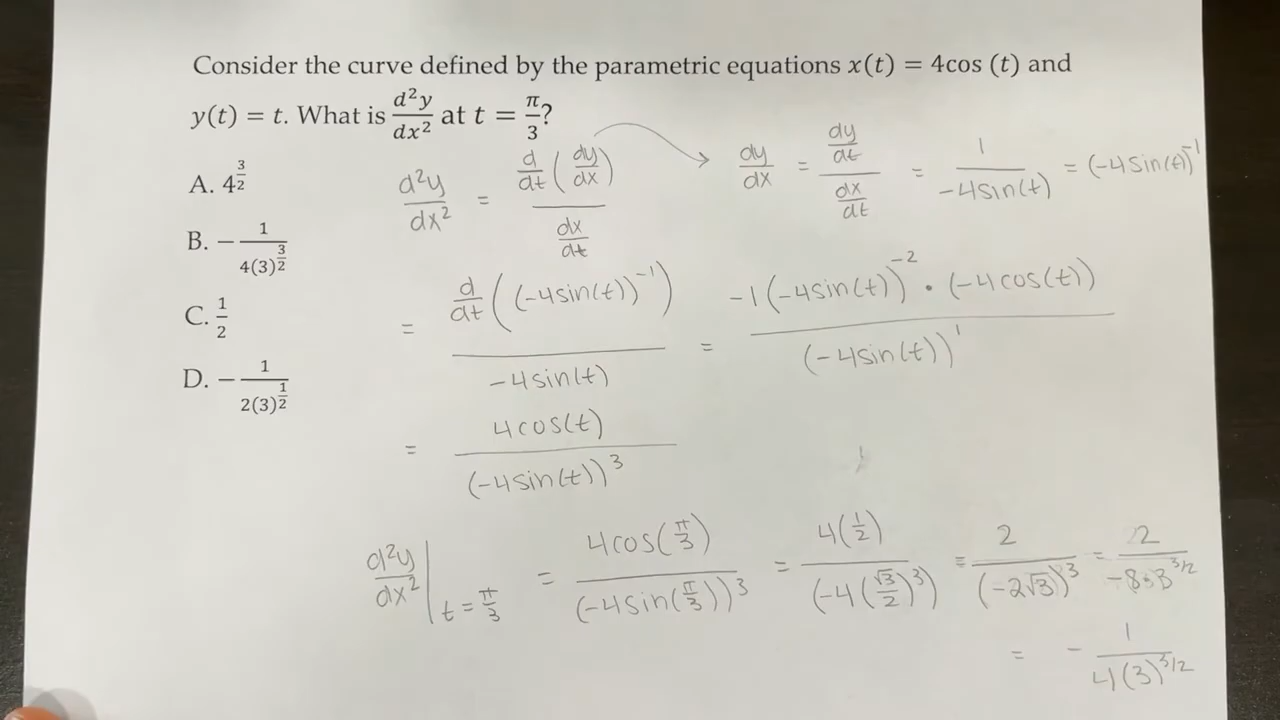 Consider the curve defined by the parametric equations x(t) = 4cos (t) and
y(t) = t. What is d²y/dx² at t = π/3?
A. 4^(3/2)
B. − 1/(4(3)^(3/2))
C. 1/2
D. − 1/(2(3)^(1/2))
d²y/dx² = (d/dt (dy/dx))/(dx/dt) → dy/dx = (dy/dt)/(dx/dt) = 1/(-4sin(t)) = (-4sin(t))^-1
= (d/dt ((-4sin(t))^-1))/(-4sin(t)) = (-1(-4sin(t))^-2 • (-4cos(t)))/((-4sin(t))^1)
= (4cos(t))/((-4sin(t))^3)
d²y/dx² | t = π/3 = (4cos(π/3))/((-4sin(π/3))^3) = (4(1/2))/((-4(√3/2)^3)) = 2/((-2√3)^3) = 2/(-8·3^(3/2))
= - 1/(4(3)^(3/2))